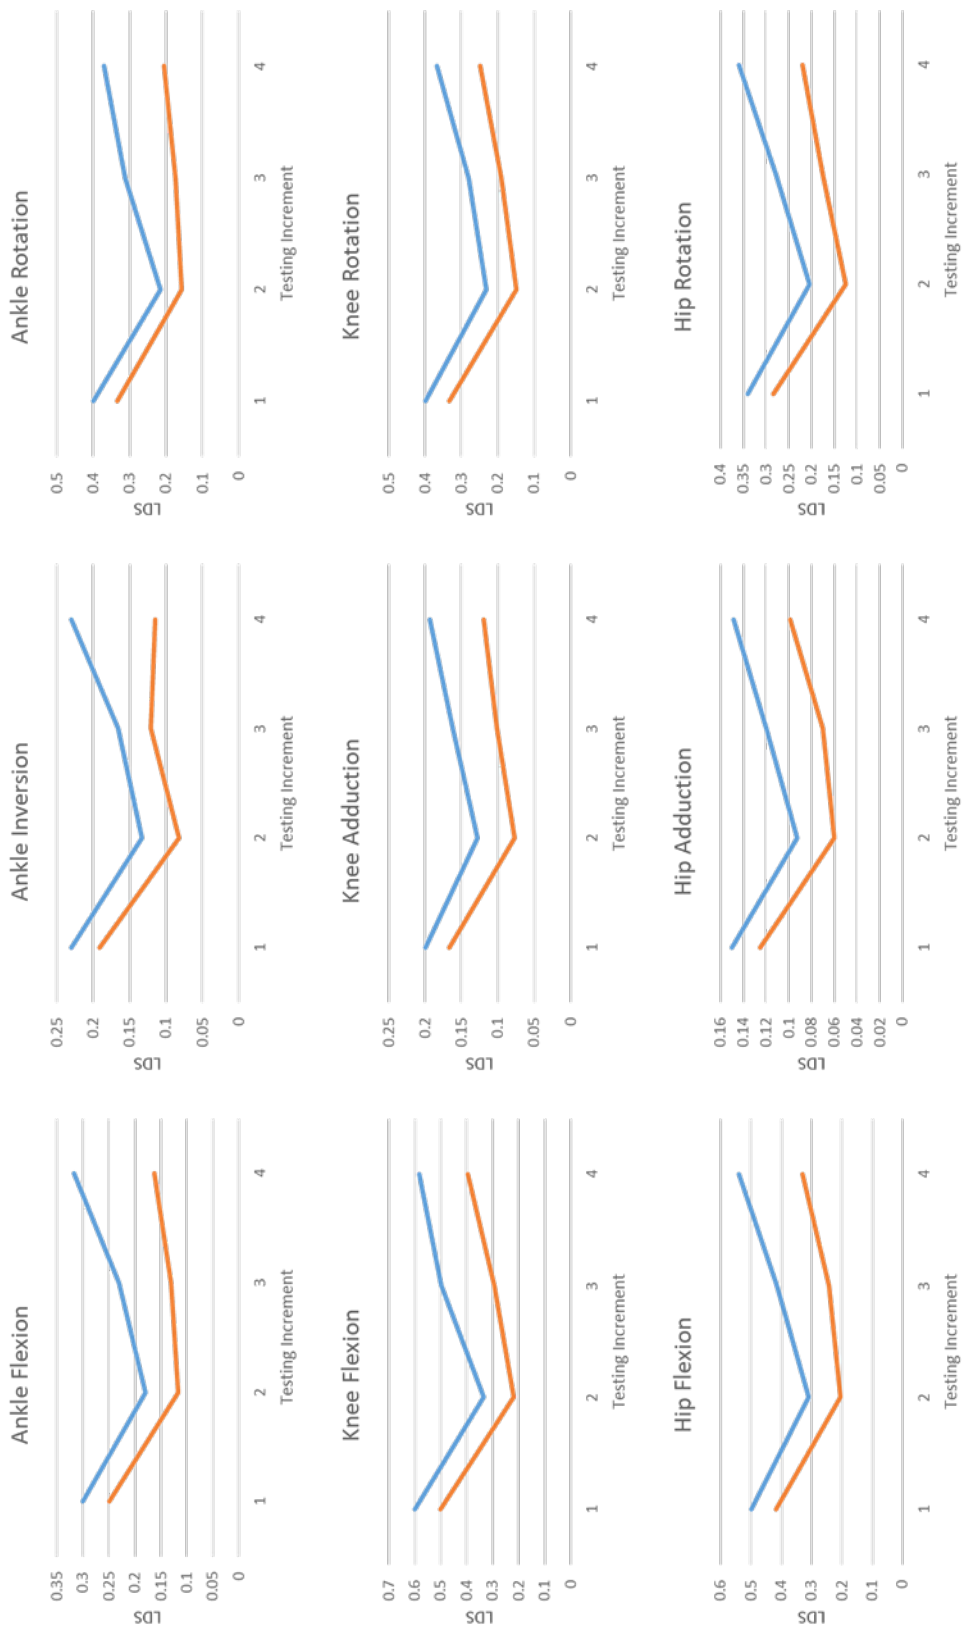 Ankle Flexion
0.35
0.3
0.25
0.2
0.15
0.1
0.05
0
LDS
1 2 3 4
Testing Increment
Ankle Inversion
0.25
0.2
0.15
0.1
0.05
0
LDS
1 2 3 4
Testing Increment
Ankle Rotation
0.5
0.4
0.3
0.2
0.1
0
LDS
1 2 3 4
Testing Increment
Knee Flexion
0.7
0.6
0.5
0.4
0.3
0.2
0.1
0
LDS
1 2 3 4
Testing Increment
Knee Adduction
0.25
0.2
0.15
0.1
0.05
0
LDS
1 2 3 4
Testing Increment
Knee Rotation
0.5
0.4
0.3
0.2
0.1
0
LDS
1 2 3 4
Testing Increment
Hip Flexion
0.6
0.5
0.4
0.3
0.2
0.1
0
LDS
1 2 3 4
Testing Increment
Hip Adduction
0.16
0.14
0.12
0.1
0.08
0.06
0.04
0.02
0
LDS
1 2 3 4
Testing Increment
Hip Rotation
0.4
0.35
0.3
0.25
0.2
0.15
0.1
0.05
0
LDS
1 2 3 4
Testing Increment